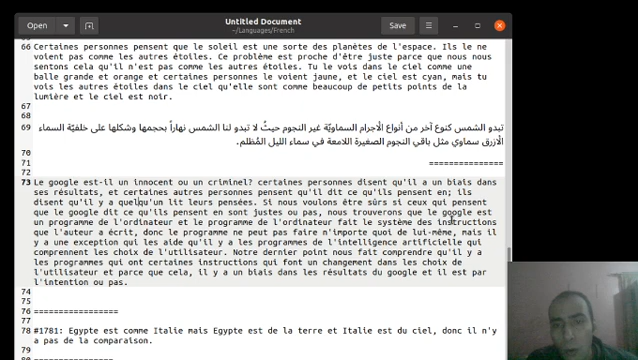 Open
Untitled Document
~/Languages/French
Save
66 Certaines personnes pensent que le soleil est une sorte des planètes de l'espace. Ils le ne
voient pas comme les autres étoiles. Ce problème est proche d'être juste parce que nous nous
sentons cela qu'il n'est pas comme les autres étoiles. Tu le vois dans le ciel comme une
balle grande et orange et certaines personnes le voient jaune, et le ciel est cyan, mais tu
vois les autres étoiles dans le ciel qu'elle sont comme beaucoup de petits points de la
lumière et le ciel est noir.
67
68
69 تبدو الشمس كنوع آخر من أنواع الأجرام السماويّة غير النجوم حيثُ لا تبدو لنا الشمس نهاراً بحجمها وشكلها على خلفيّة السماء
الأزرق سماوي مثل باقي النجوم الصغيرة اللامعة في سماء الليل المُظلم.
70
71 ===============
72
73 Le google est-il un innocent ou un criminel? certaines personnes disent qu'il a un biais dans
ses résultats, et certaines autres personnes pensent qu'il dit ce qu'ils pensent en; ils
disent qu'il y a quelqu'un lit leurs pensées. Si nous voulons être sûrs si ceux qui pensent
que le google dit ce qu'ils pensent en sont justes ou pas, nous trouverons que le google est
un programme de l'ordinateur et le programme de l'ordinateur fait le système des instructions
que l'auteur a écrit, donc le programme ne peut pas faire n'importe quoi de lui-même, mais il
y a une exception qui les aide qu'il y a les programmes de l'intelligence artificielle qui
comprennent les choix de l'utilisateur. Notre dernier point nous fait comprendre qu'il y a
les programmes qui ont certaines instructions qui font un changement dans les choix de
l'utilisateur et parce que cela, il y a un biais dans les résultats du google et il est par
l'intention ou pas.
74
75
76 =================
77
78 #1781: Egypte est comme Italie mais Egypte est de la terre et Italie est du ciel, donc il n'y
a pas de la comparaison.
79